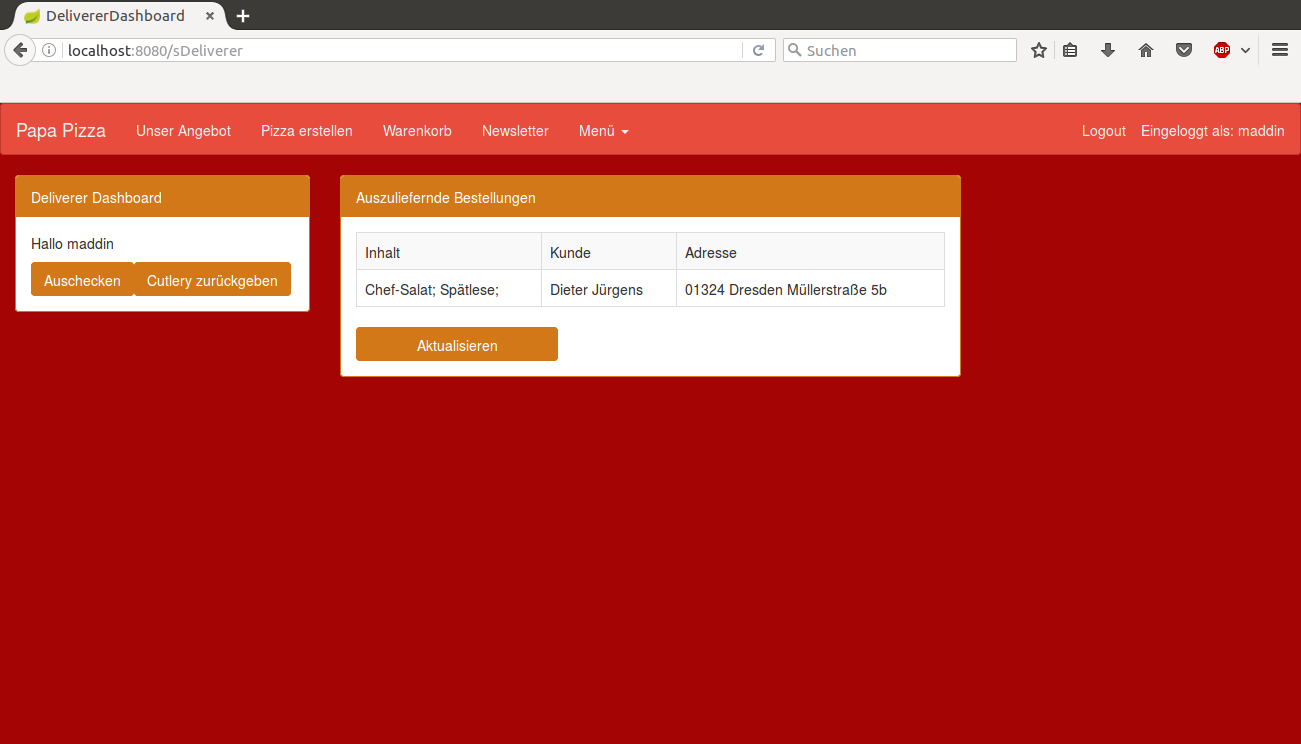 DelivererDashboard
localhost:8080/sDeliverer
Suchen
ABP
Papa Pizza Unser Angebot Pizza erstellen Warenkorb Newsletter Menü Logout Eingeloggt als: maddin
Deliverer Dashboard
Hallo maddin
Auschecken Cutlery zurückgeben
Auszuliefernde Bestellungen
Inhalt Kunde Adresse
Chef-Salat; Spätlese; Dieter Jürgens 01324 Dresden Müllerstraße 5b
Aktualisieren